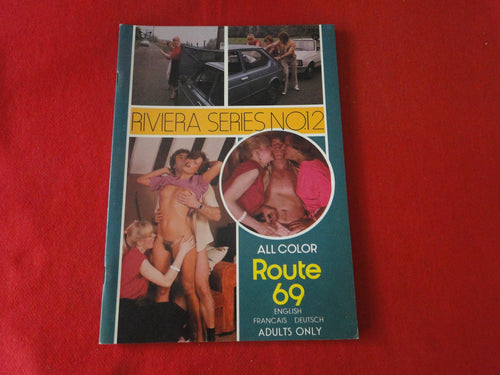 RIVIERA SERIES NO.12
ALL COLOR
Route
69
ENGLISH
FRANCAIS DEUTSCH
ADULTS ONLY